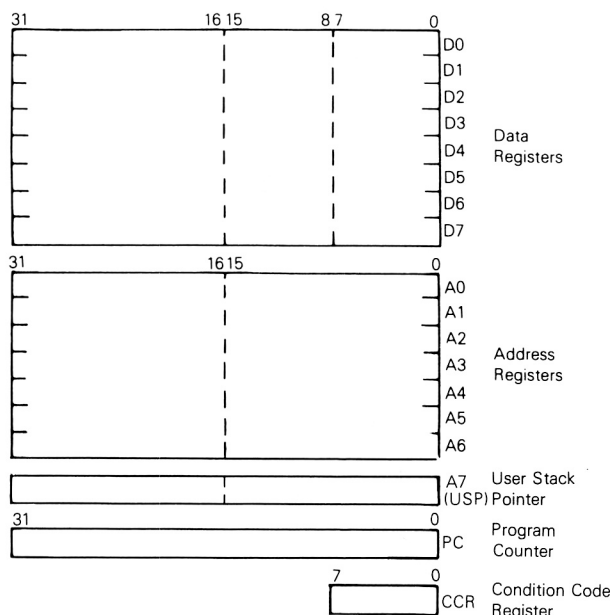 31 16 15 8 7 0
D0
D1
D2
D3
D4
D5
D6
D7
Data
Registers
31 16 15 0
A0
A1
A2
A3
A4
A5
A6
Address
Registers
A7
(USP)
User Stack
Pointer
31 0
PC
Program
Counter
7 0
CCR
Condition Code
Register